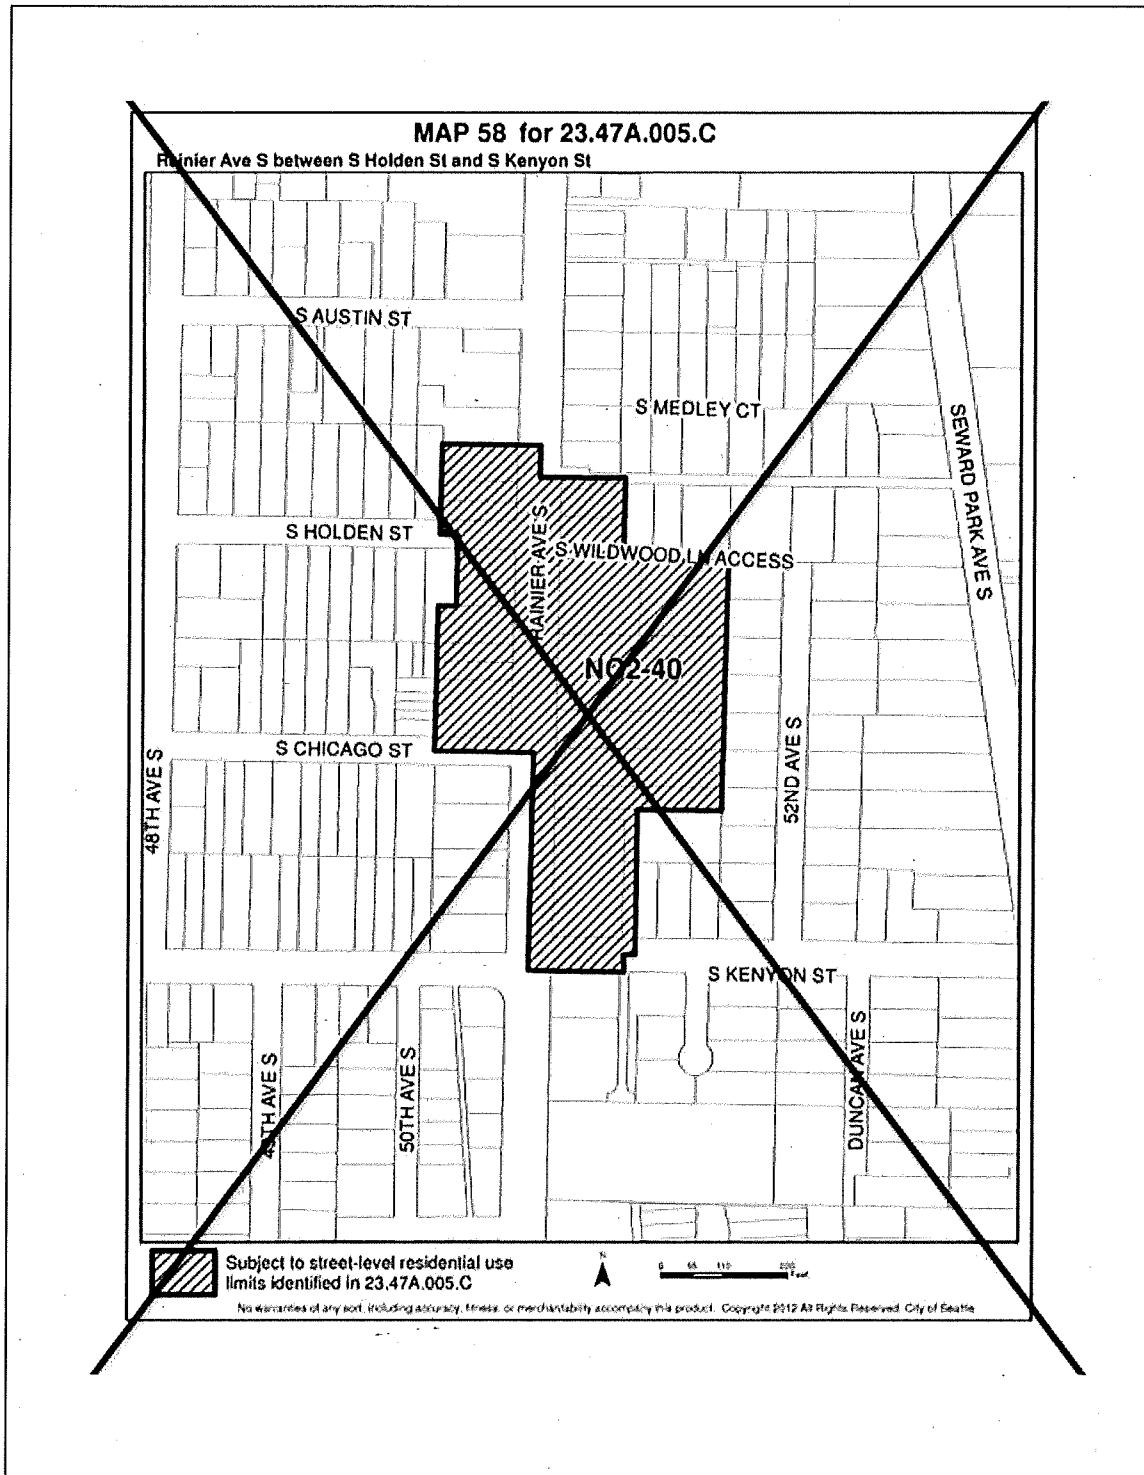 MAP 58 for 23.47A.005.C
Rainier Ave S between S Holden St and S Kenyon St
S AUSTIN ST
S MEDLEY CT
SEWARD PARK AVE S
S HOLDEN ST
RAINIER AVE S
S WILDWOOD LN ACCESS
NC2-40
S CHICAGO ST
48TH AVE S
52ND AVE S
S KENYON ST
49TH AVE S
50TH AVE S
DUNCAN AVE S
Subject to street-level residential use
limits identified in 23.47A.005.C
N
0 110
Feet
No warranties of any sort, including accuracy, fitness, or merchantability accompany this product. Copyright 2012 All Rights Reserved. City of Seattle